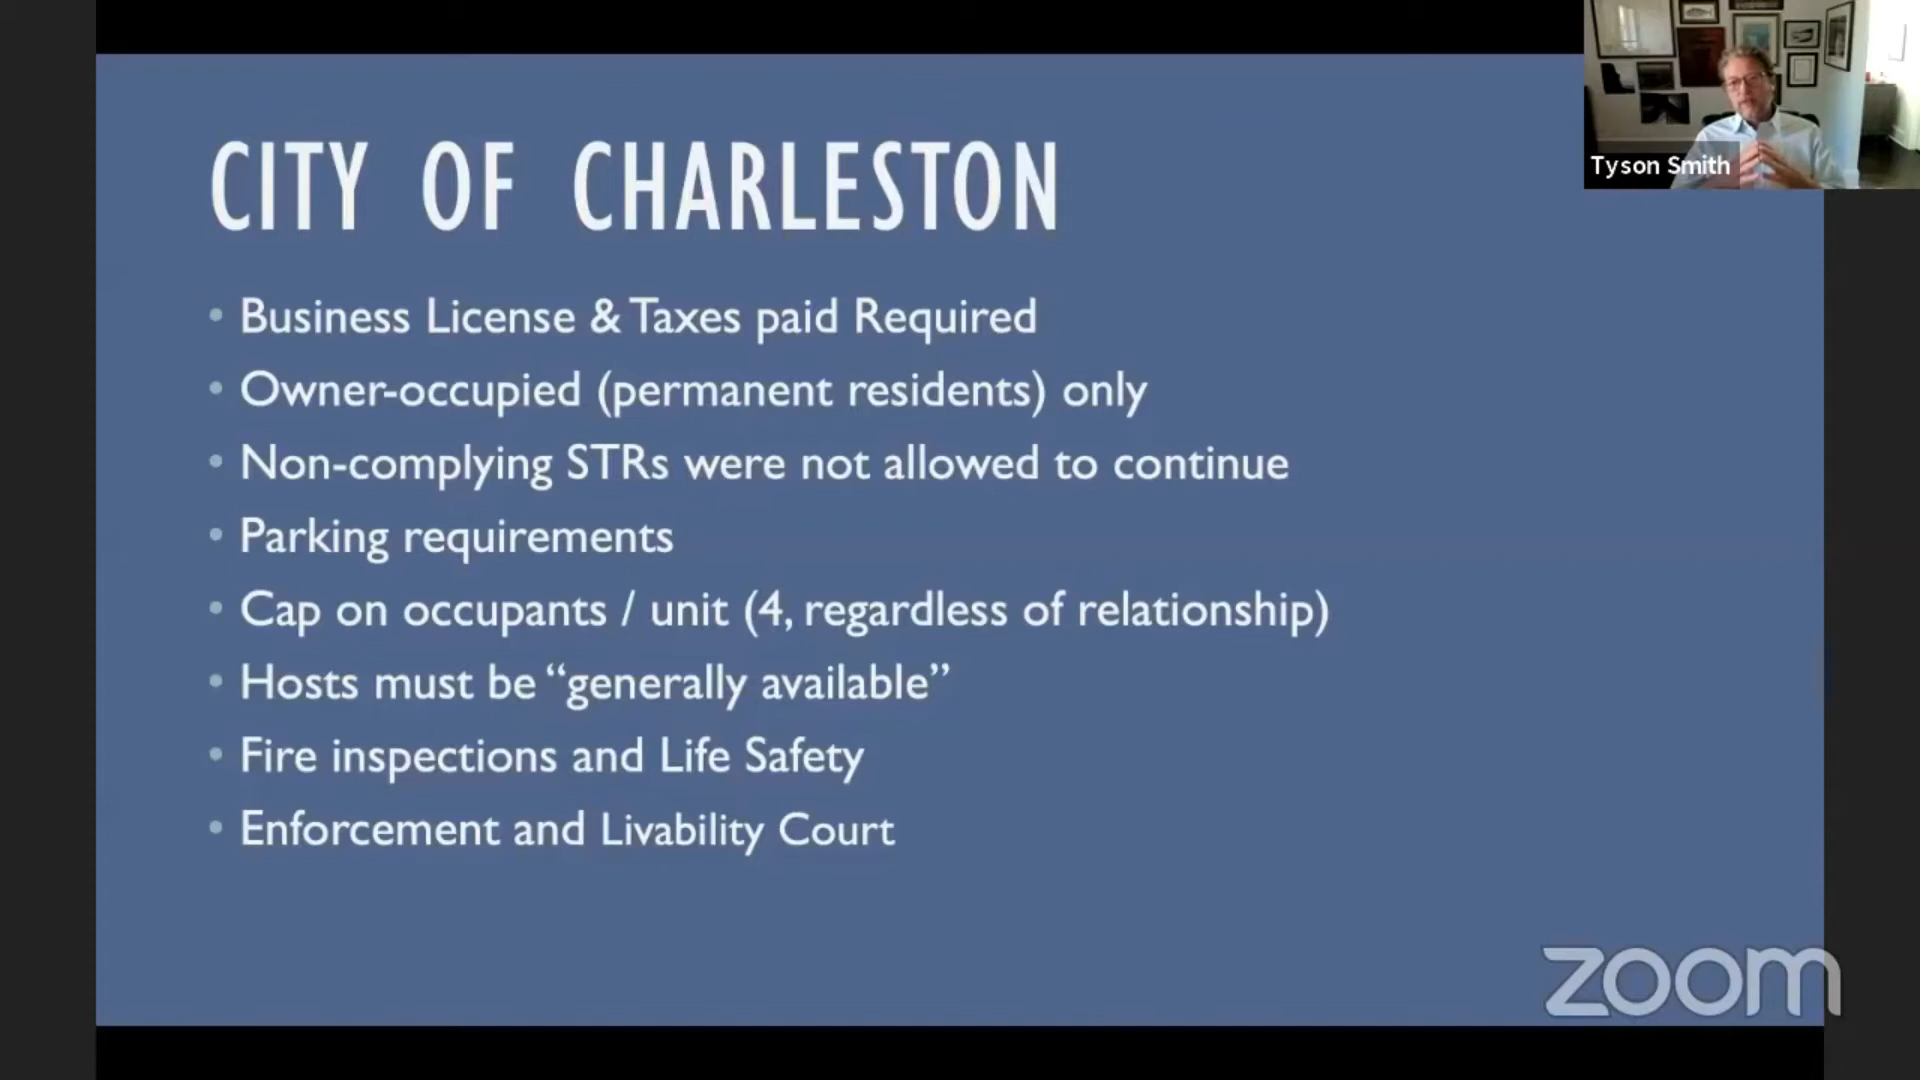 Tyson Smith
CITY OF CHARLESTON
• Business License & Taxes paid Required
• Owner-occupied (permanent residents) only
• Non-complying STRs were not allowed to continue
• Parking requirements
• Cap on occupants / unit (4, regardless of relationship)
• Hosts must be “generally available”
• Fire inspections and Life Safety
• Enforcement and Livability Court
zoom